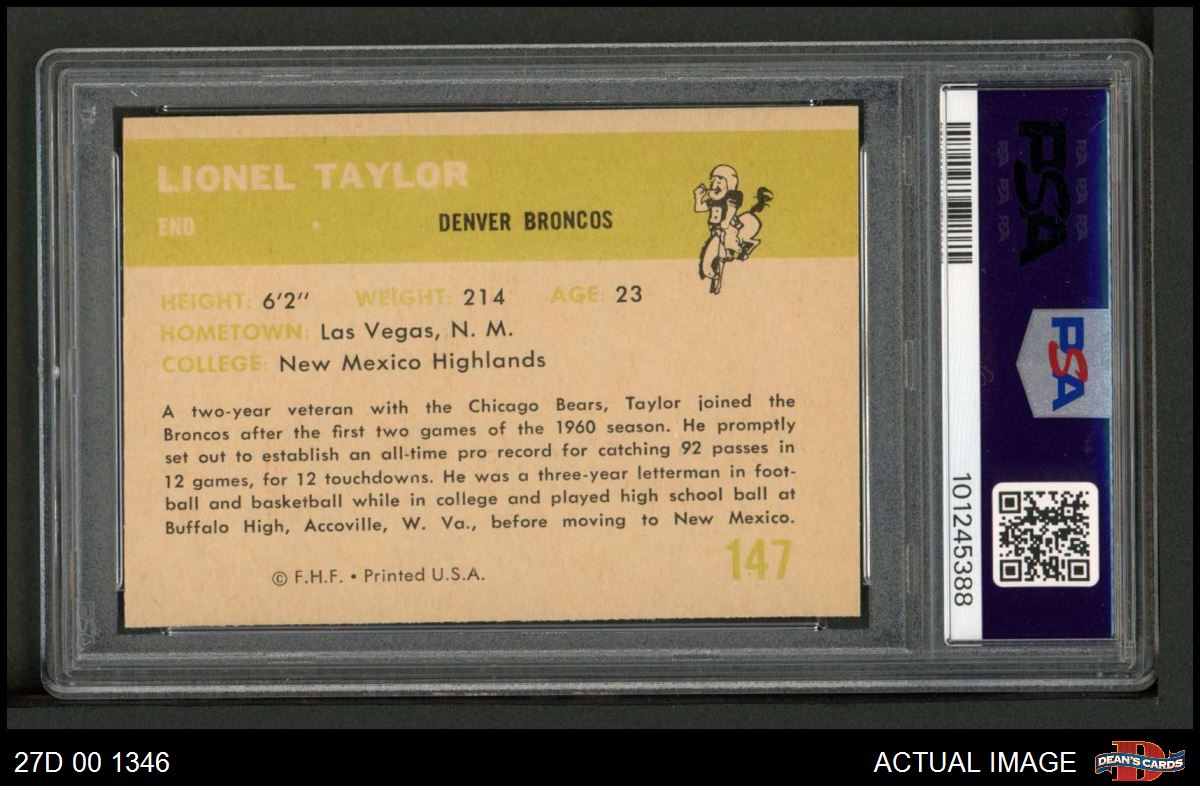 LIONEL TAYLOR
END
DENVER BRONCOS
HEIGHT: 6'2" WEIGHT: 214 AGE: 23
HOMETOWN: Las Vegas, N. M.
COLLEGE: New Mexico Highlands
A two-year veteran with the Chicago Bears, Taylor joined the
Broncos after the first two games of the 1960 season. He promptly
set out to establish an all-time pro record for catching 92 passes in
12 games, for 12 touchdowns. He was a three-year letterman in foot-
ball and basketball while in college and played high school ball at
Buffalo High, Accoville, W. Va., before moving to New Mexico.
147
© F.H.F. • Printed U.S.A.
PSA
PSA
101245388
27D 00 1346
ACTUAL IMAGE
D
DEAN'S CARDS